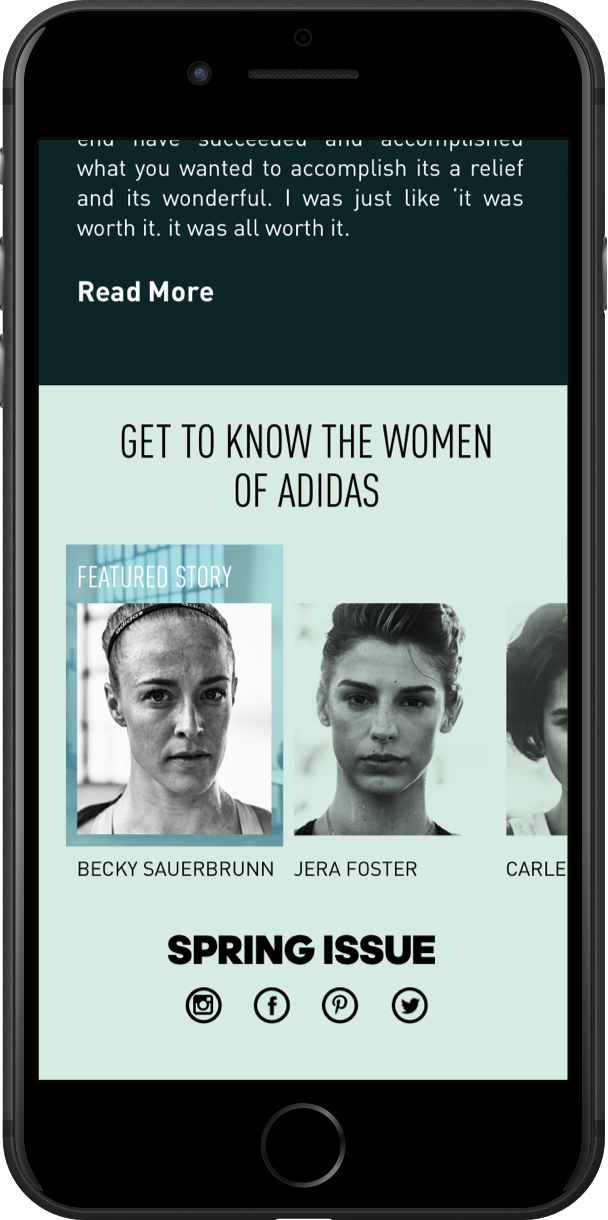 end have succeeded and accomplished
what you wanted to accomplish its a relief
and its wonderful. I was just like ‘it was
worth it. it was all worth it.
Read More
GET TO KNOW THE WOMEN
OF ADIDAS
FEATURED STORY
adidas
BECKY SAUERBRUNN
JERA FOSTER
CARLE
SPRING ISSUE